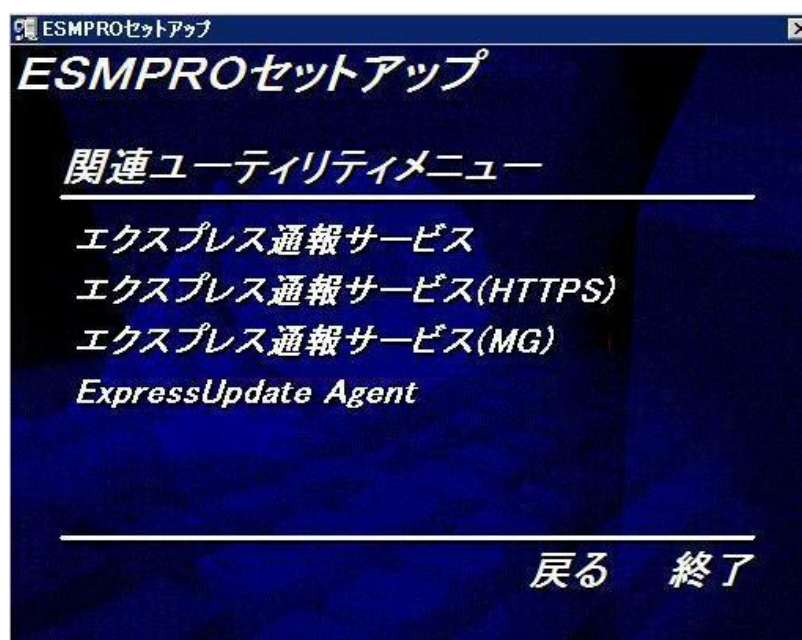 ESMPROセットアップ
ESMPROセットアップ
関連ユーティリティメニュー
エクスプレス通報サービス
エクスプレス通報サービス(HTTPS)
エクスプレス通報サービス(MG)
ExpressUpdate Agent
戻る 終了